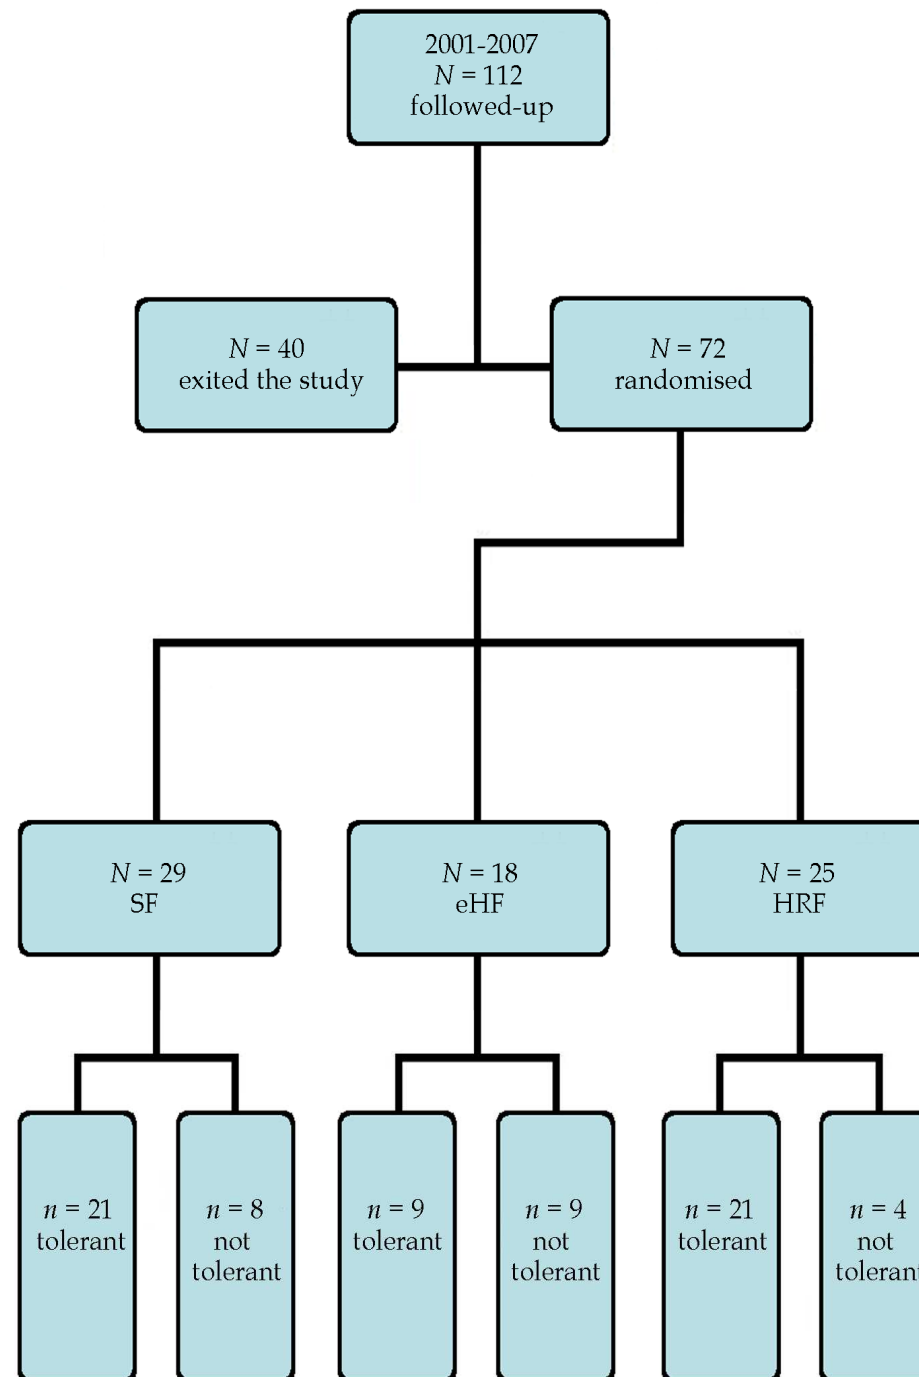 2001-2007
N = 112
followed-up
N = 40
exited the study
N = 72
randomised
N = 29
SF
N = 18
eHF
N = 25
HRF
n = 21
tolerant
n = 8
not
tolerant
n = 9
tolerant
n = 9
not
tolerant
n = 21
tolerant
n = 4
not
tolerant